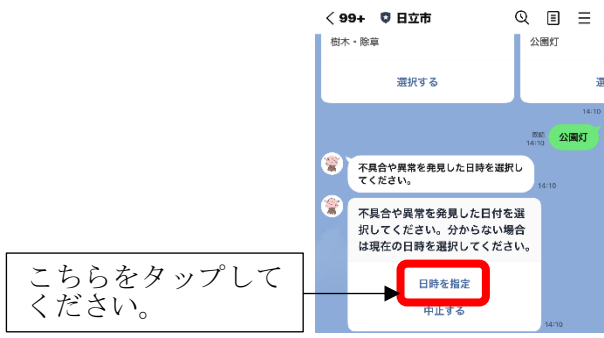 99+ 日立市
樹木・除草
公園灯
選択する
選
14:10
既読
14:10
公園灯
不具合や異常を発見した日時を選択し
てください。
14:10
不具合や異常を発見した日付を選
択してください。分からない場合
は現在の日時を選択してください。
日時を指定
中止する
14:10
こちらをタップして
ください。